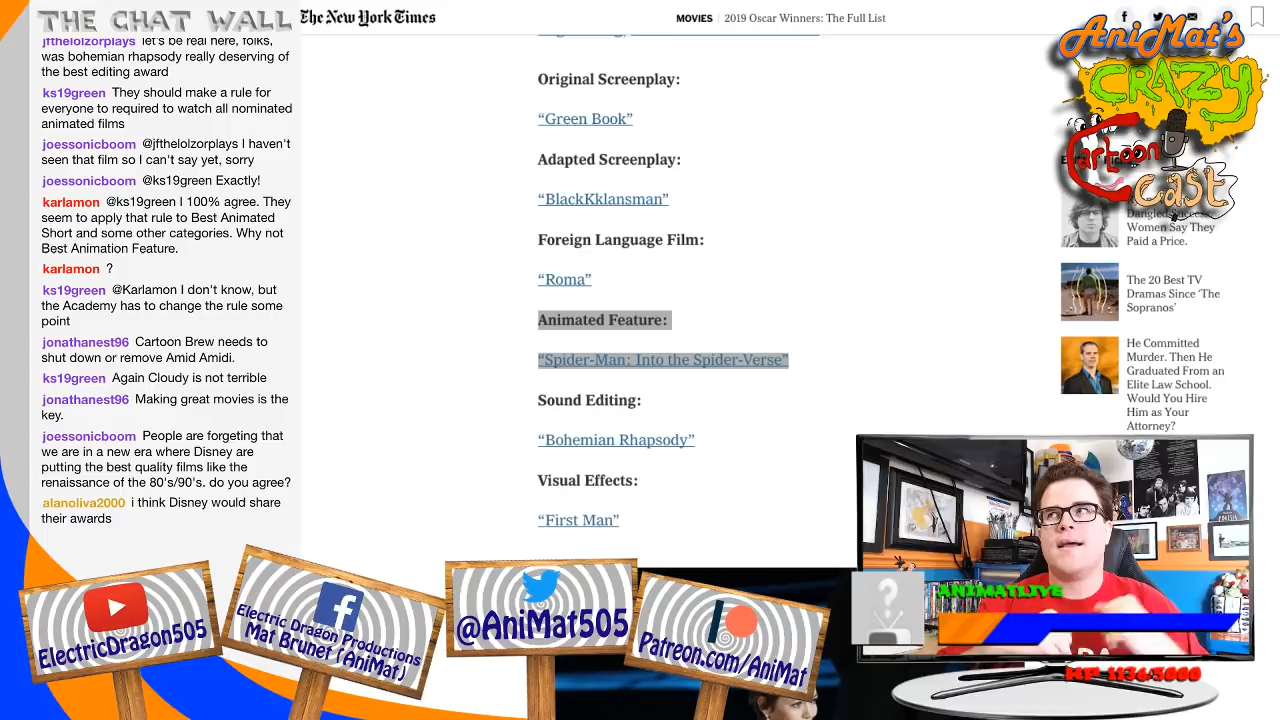 THE CHAT WALL
jfthelolzorplays let's be real here, folks,
was bohemian rhapsody really deserving of
the best editing award
ks19green They should make a rule for
everyone to required to watch all nominated
animated films
joessonicboom @jfthelolzorplays I haven't
seen that film so I can't say yet, sorry
joessonicboom @ks19green Exactly!
karlamon @ks19green I 100% agree. They
seem to apply that rule to Best Animated
Short and some other categories. Why not
Best Animation Feature.
karlamon ?
ks19green @Karlamon I don't know, but
the Academy has to change the rule some
point
jonathanest96 Cartoon Brew needs to
shut down or remove Amid Amidi.
ks19green Again Cloudy is not terrible
jonathanest96 Making great movies is the
key.
joessonicboom People are forgeting that
we are in a new era where Disney are
putting the best quality films like the
renaissance of the 80's/90's. do you agree?
alanoliva2000 i think Disney would share
their awards
The New York Times
MOVIES 2019 Oscar Winners: The Full List
Original Screenplay:
“Green Book”
Adapted Screenplay:
“BlacKkKlansman”
Foreign Language Film:
“Roma”
Animated Feature:
“Spider-Man: Into the Spider-Verse”
Sound Editing:
“Bohemian Rhapsody”
Visual Effects:
“First Man”
AniMat's
CRAZY
Cartoon
Cast
Dangled Success,
Women Say They
Paid a Price.
The 20 Best TV
Dramas Since ‘The
Sopranos’
He Committed
Murder. Then He
Graduated From an
Elite Law School.
Would You Hire
Him as Your
Attorney?
ANIMATLIVE
HP 1136/5000
ElectricDragon505
Electric Dragon Productions
Mat Brunet (AniMat)
@AniMat505
Patreon.com/AniMat